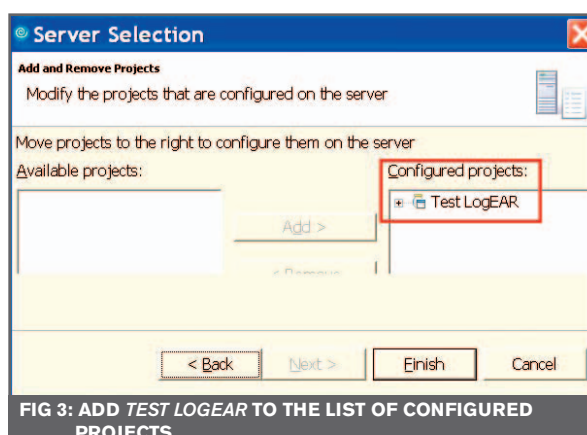 Server Selection
Add and Remove Projects
Modify the projects that are configured on the server
Move projects to the right to configure them on the server
Available projects:
Configured projects:
Test LogEAR
Add >
< Remove
< Back
Next >
Finish
Cancel
FIG 3: ADD TEST LOGEAR TO THE LIST OF CONFIGURED
PROJECTS